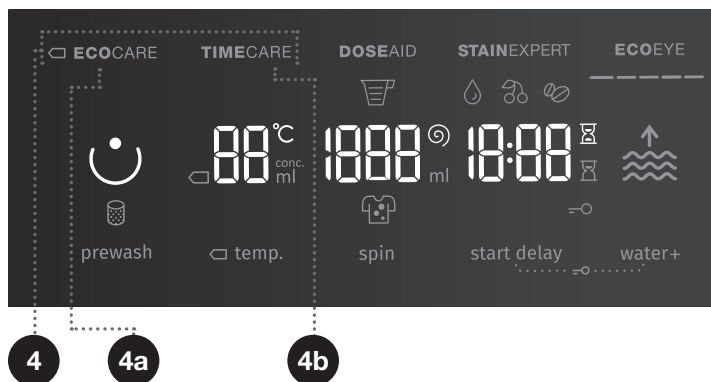 ECOCARE TIMECARE DOSEAID STAINEXPERT ECOEYE
88 °C 1888 18:88
conc.
ml ml
prewash temp. spin start delay water+
4 4a 4b